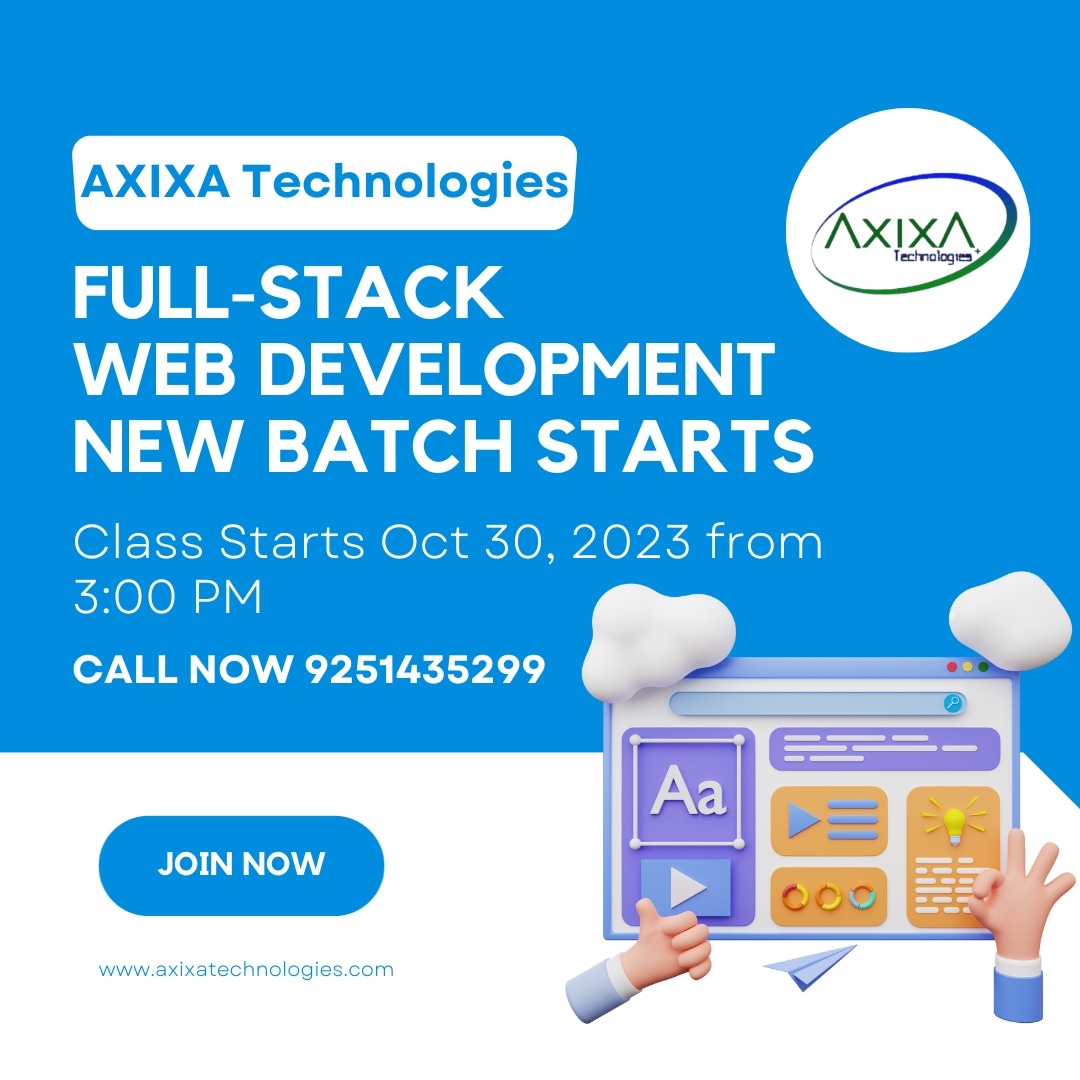 AXIXA Technologies
AXIXA
Technologies+
FULL-STACK
WEB DEVELOPMENT
NEW BATCH STARTS
Class Starts Oct 30, 2023 from
3:00 PM
CALL NOW 9251435299
Aa
JOIN NOW
www.axixatechnologies.com